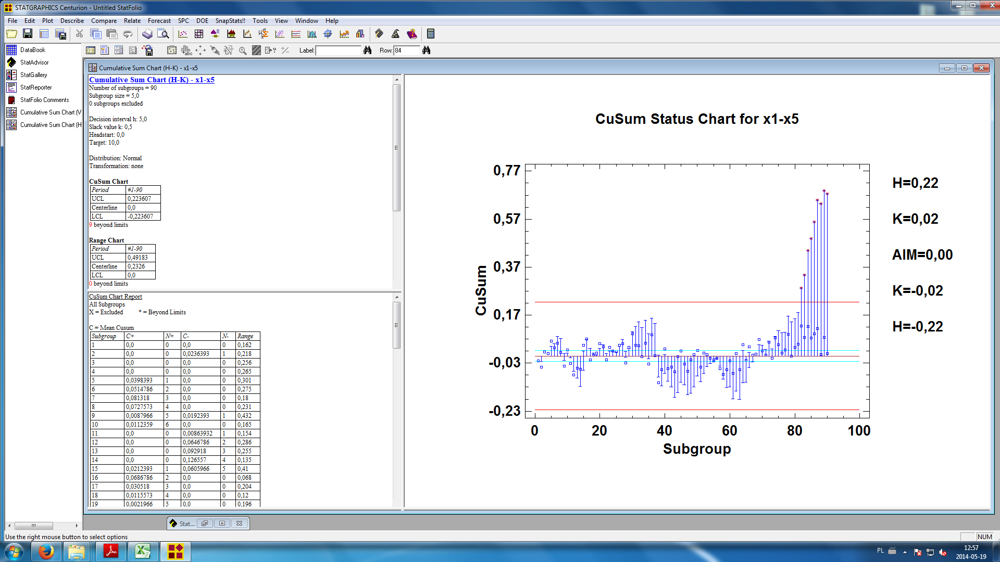 STATGRAPHICS Centurion - Untitled StatFolio
File Edit Plot Describe Compare Relate Forecast SPC DOE SnapStats!! Tools View Window Help
Label: Row: 84
DataBook
StatAdvisor
StatGallery
StatReporter
StatFolio Comments
Cumulative Sum Chart (V
Cumulative Sum Chart (H
Cumulative Sum Chart (H-K) - x1-x5
Cumulative Sum Chart (H-K) - x1-x5
Number of subgroups = 90
Subgroup size = 5,0
0 subgroups excluded
Decision interval h: 5,0
Slack value k: 0,5
Headstart: 0,0
Target: 10,0
Distribution: Normal
Transformation: none
CuSum Chart
Period #1-90
UCL 0,223607
Centerline 0,0
LCL -0,223607
9 beyond limits
Range Chart
Period #1-90
UCL 0,49183
Centerline 0,2326
LCL 0,0
0 beyond limits
CuSum Chart Report
All Subgroups
X = Excluded * = Beyond Limits
C = Mean Cusum
Subgroup C+ N+ C- N- Range
1 0,0 0 0,0 0 0,162
2 0,0 0 0,0236393 1 0,218
3 0,0 0 0,0 0 0,256
4 0,0 0 0,0 0 0,265
5 0,0398393 1 0,0 0 0,301
6 0,0514786 2 0,0 0 0,275
7 0,081318 3 0,0 0 0,18
8 0,0727573 4 0,0 0 0,231
9 0,0087966 5 0,0192393 1 0,432
10 0,0112359 6 0,0 0 0,165
11 0,0 0 0,00863932 1 0,154
12 0,0 0 0,0646786 2 0,286
13 0,0 0 0,092918 3 0,255
14 0,0 0 0,126557 4 0,135
15 0,0212393 1 0,0605966 5 0,41
16 0,0686786 2 0,0 0 0,068
17 0,030518 3 0,0 0 0,204
18 0,0115573 4 0,0 0 0,12
19 0,0021966 5 0,0 0 0,196
CuSum Status Chart for x1-x5
CuSum
0,77
0,57
0,37
0,17
-0,03
-0,23
0 20 40 60 80 100
Subgroup
H=0,22
K=0,02
AIM=0,00
K=-0,02
H=-0,22
Stat...
Use the right mouse button to select options
NUM
PL
12:57
2014-05-19